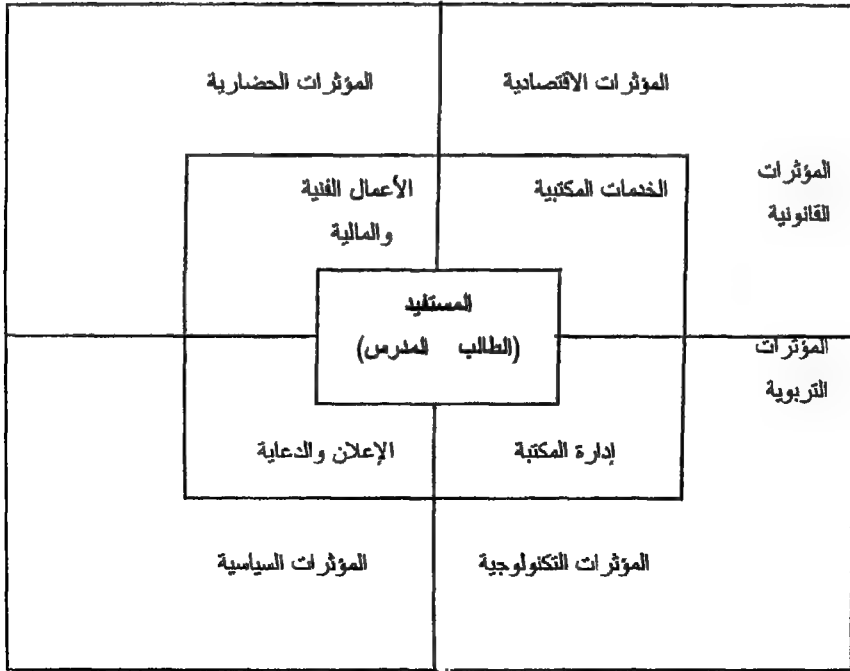 المؤثرات الاقتصادية
المؤثرات الحضارية
المؤثرات
القانونية
الخدمات المكتبية
الأعمال الفنية
والمالية
المستفيد
(الطالب المدرس)
المؤثرات
التربوية
إدارة المكتبة
الإعلان والدعاية
المؤثرات التكنولوجية
المؤثرات السياسية